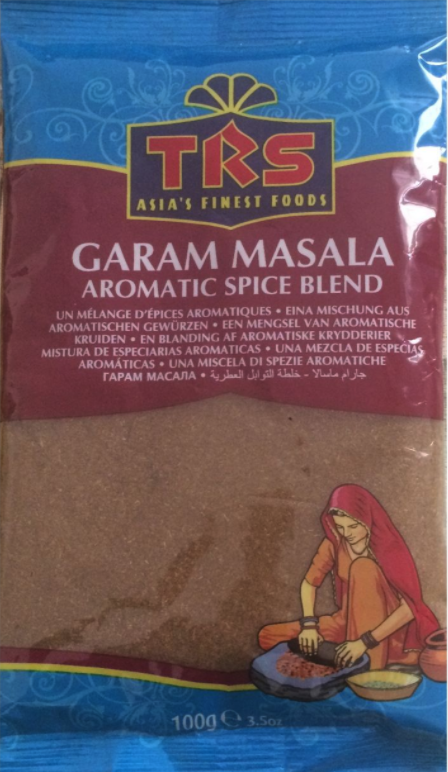 TRS
ASIA'S FINEST FOODS
GARAM MASALA
AROMATIC SPICE BLEND
UN MÉLANGE D'ÉPICES AROMATIQUES • EINA MISCHUNG AUS
AROMATISCHEN GEWÜRZEN • EEN MENGSEL VAN AROMATISCHE
KRUIDEN • EN BLANDING AF AROMATISKE KRYDDERIER
MISTURA DE ESPECIARIAS AROMATICAS • UNA MEZCLA DE ESPECIAS
AROMÁTICAS • UNA MISCELA DI SPEZIE AROMATICHE
ГАРАМ МАСАЛА • جارام ماسالا - خلطة التوابل العطرية
100g ℮ 3.5oz